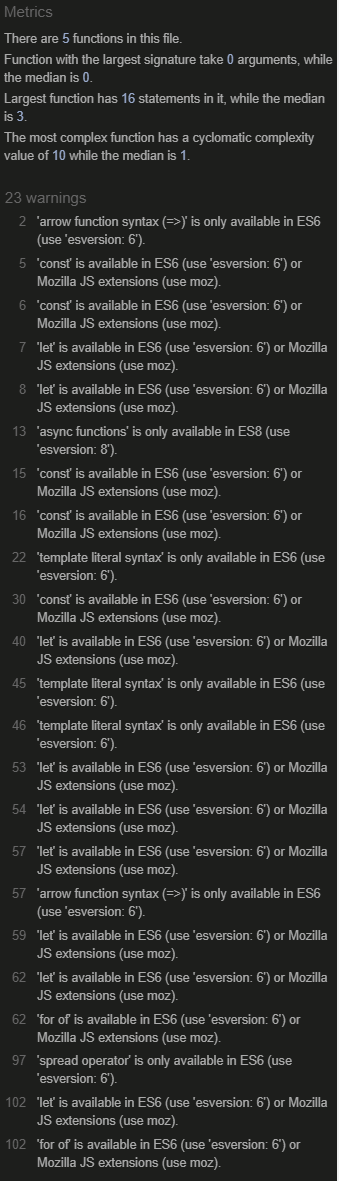 Metrics
There are 5 functions in this file.
Function with the largest signature take 0 arguments, while
the median is 0.
Largest function has 16 statements in it, while the median
is 3.
The most complex function has a cyclomatic complexity
value of 10 while the median is 1.
23 warnings
2 'arrow function syntax (=>)' is only available in ES6
(use 'esversion: 6').
5 'const' is available in ES6 (use 'esversion: 6') or
Mozilla JS extensions (use moz).
6 'const' is available in ES6 (use 'esversion: 6') or
Mozilla JS extensions (use moz).
7 'let' is available in ES6 (use 'esversion: 6') or Mozilla
JS extensions (use moz).
8 'let' is available in ES6 (use 'esversion: 6') or Mozilla
JS extensions (use moz).
13 'async functions' is only available in ES8 (use
'esversion: 8').
15 'const' is available in ES6 (use 'esversion: 6') or
Mozilla JS extensions (use moz).
16 'const' is available in ES6 (use 'esversion: 6') or
Mozilla JS extensions (use moz).
22 'template literal syntax' is only available in ES6 (use
'esversion: 6').
30 'const' is available in ES6 (use 'esversion: 6') or
Mozilla JS extensions (use moz).
40 'let' is available in ES6 (use 'esversion: 6') or Mozilla
JS extensions (use moz).
45 'template literal syntax' is only available in ES6 (use
'esversion: 6').
46 'template literal syntax' is only available in ES6 (use
'esversion: 6').
53 'let' is available in ES6 (use 'esversion: 6') or Mozilla
JS extensions (use moz).
54 'let' is available in ES6 (use 'esversion: 6') or Mozilla
JS extensions (use moz).
57 'let' is available in ES6 (use 'esversion: 6') or Mozilla
JS extensions (use moz).
57 'arrow function syntax (=>)' is only available in ES6
(use 'esversion: 6').
59 'let' is available in ES6 (use 'esversion: 6') or Mozilla
JS extensions (use moz).
62 'let' is available in ES6 (use 'esversion: 6') or Mozilla
JS extensions (use moz).
62 'for of' is available in ES6 (use 'esversion: 6') or
Mozilla JS extensions (use moz).
97 'spread operator' is only available in ES6 (use
'esversion: 6').
102 'let' is available in ES6 (use 'esversion: 6') or Mozilla
JS extensions (use moz).
102 'for of' is available in ES6 (use 'esversion: 6') or
Mozilla JS extensions (use moz).